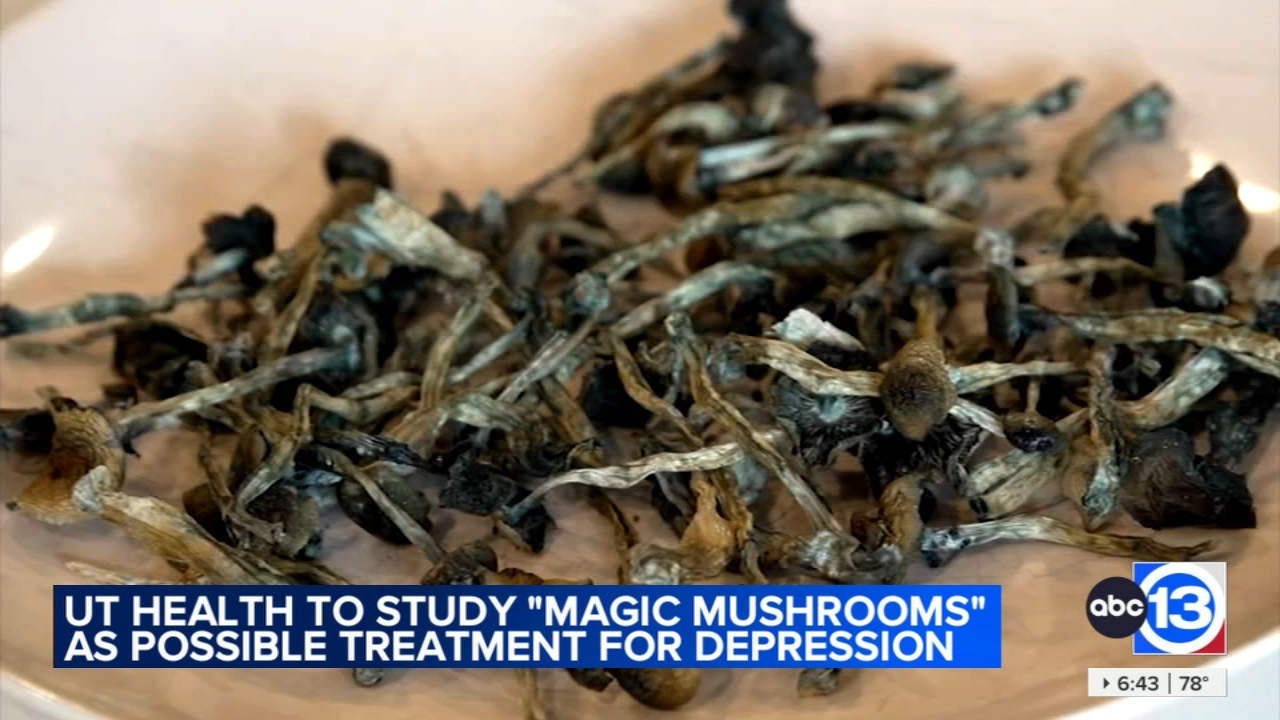 UT HEALTH TO STUDY "MAGIC MUSHROOMS"
AS POSSIBLE TREATMENT FOR DEPRESSION
abc 13
6:43 | 78°